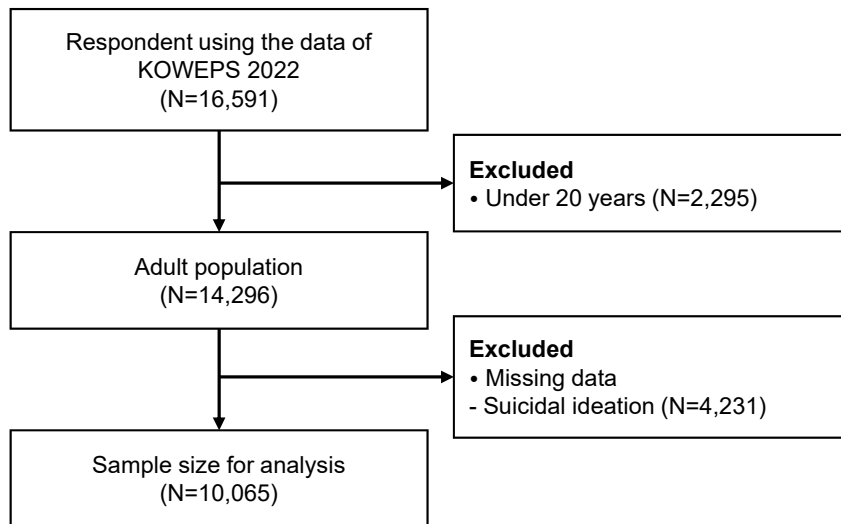 Respondent using the data of
KOWEPS 2022
(N=16,591)
Excluded
• Under 20 years (N=2,295)
Adult population
(N=14,296)
Excluded
• Missing data
- Suicidal ideation (N=4,231)
Sample size for analysis
(N=10,065)